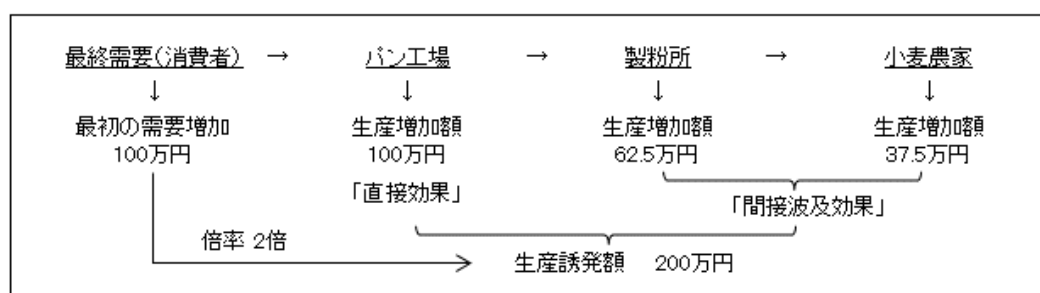 最終需要(消費者) → パン工場 → 製粉所 → 小麦農家
↓ ↓ ↓ ↓
最初の需要増加 生産増加額 生産増加額 生産増加額
100万円 100万円 62.5万円 37.5万円
「直接効果」
「間接波及効果」
倍率 2倍
生産誘発額 200万円